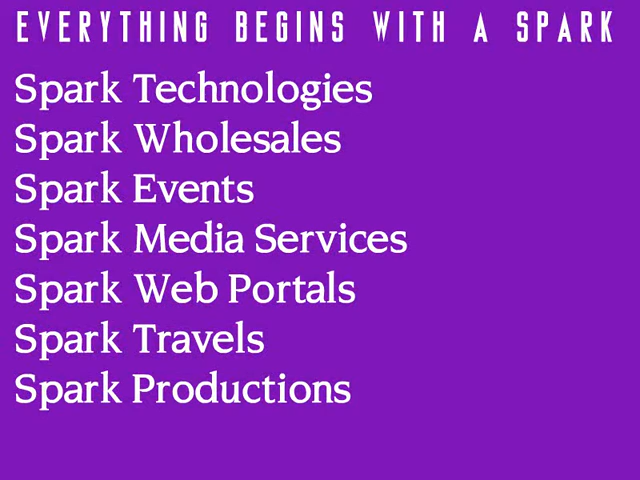 EVERYTHING BEGINS WITH A SPARK
Spark Technologies
Spark Wholesales
Spark Events
Spark Media Services
Spark Web Portals
Spark Travels
Spark Productions